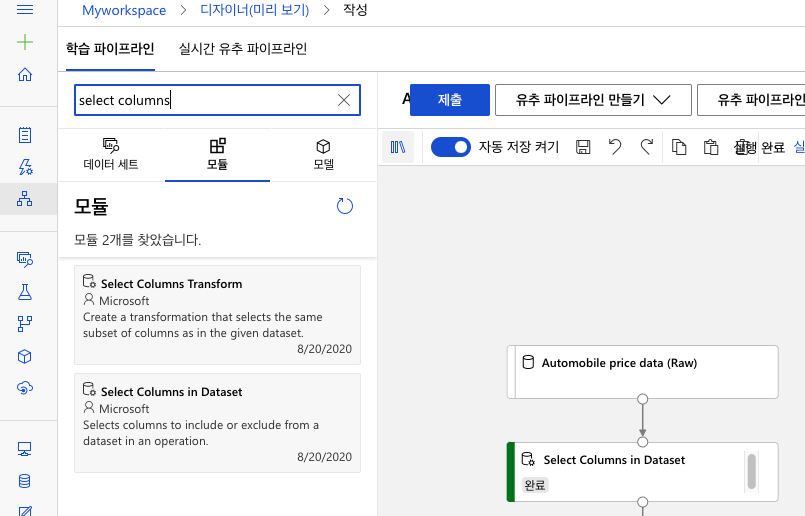 Myworkspace > 디자이너(미리 보기) > 작성
학습 파이프라인 실시간 유추 파이프라인
select columns
데이터 세트 모듈 모델
모듈
모듈 2개를 찾았습니다.
Select Columns Transform
Microsoft
Create a transformation that selects the same
subset of columns as in the given dataset.
8/20/2020
Select Columns in Dataset
Microsoft
Selects columns to include or exclude from a
dataset in an operation.
8/20/2020
A 제출 유추 파이프라인 만들기 유추 파이프라인
자동 저장 켜기 실행 완료
Automobile price data (Raw)
Select Columns in Dataset
완료